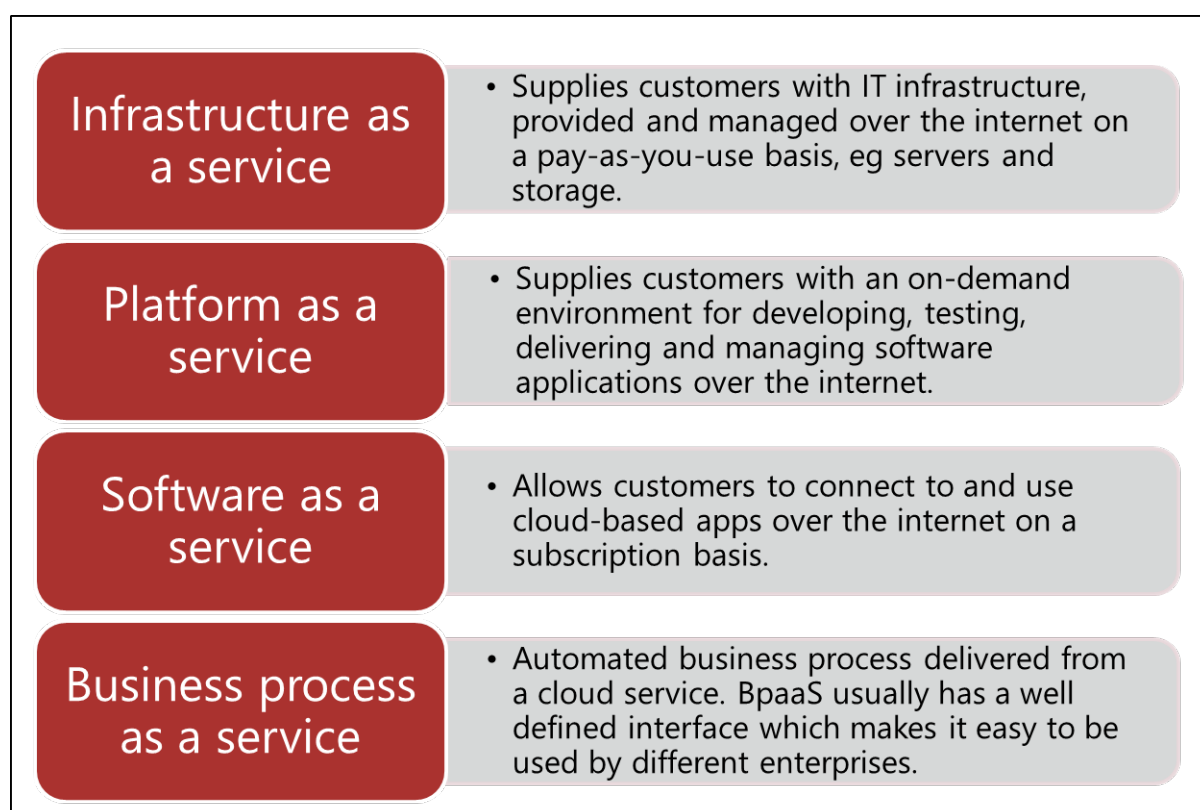 Infrastructure as
a service
• Supplies customers with IT infrastructure,
provided and managed over the internet on
a pay-as-you-use basis, eg servers and
storage.
Platform as a
service
• Supplies customers with an on-demand
environment for developing, testing,
delivering and managing software
applications over the internet.
Software as a
service
• Allows customers to connect to and use
cloud-based apps over the internet on a
subscription basis.
Business process
as a service
• Automated business process delivered from
a cloud service. BpaaS usually has a well
defined interface which makes it easy to be
used by different enterprises.